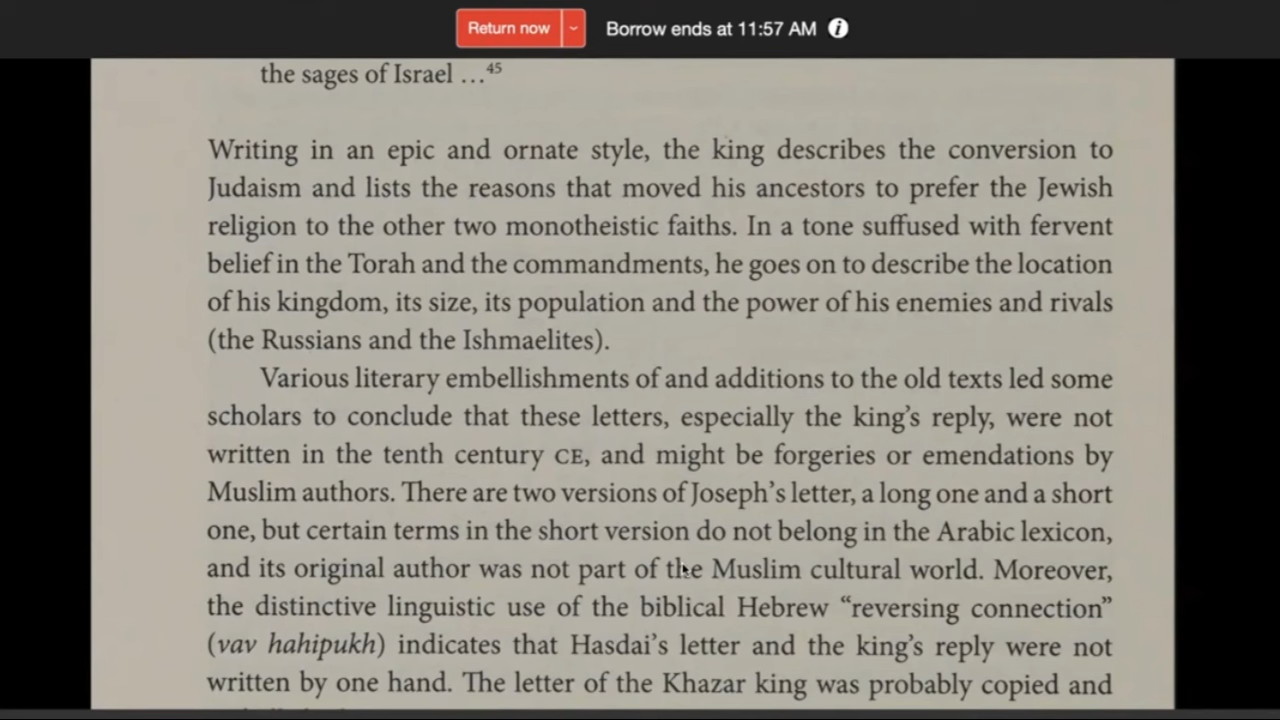 Return now
Borrow ends at 11:57 AM
the sages of Israel …⁴⁵
Writing in an epic and ornate style, the king describes the conversion to
Judaism and lists the reasons that moved his ancestors to prefer the Jewish
religion to the other two monotheistic faiths. In a tone suffused with fervent
belief in the Torah and the commandments, he goes on to describe the location
of his kingdom, its size, its population and the power of his enemies and rivals
(the Russians and the Ishmaelites).
Various literary embellishments of and additions to the old texts led some
scholars to conclude that these letters, especially the king’s reply, were not
written in the tenth century CE, and might be forgeries or emendations by
Muslim authors. There are two versions of Joseph’s letter, a long one and a short
one, but certain terms in the short version do not belong in the Arabic lexicon,
and its original author was not part of the Muslim cultural world. Moreover,
the distinctive linguistic use of the biblical Hebrew “reversing connection”
(vav hahipukh) indicates that Hasdai’s letter and the king’s reply were not
written by one hand. The letter of the Khazar king was probably copied and